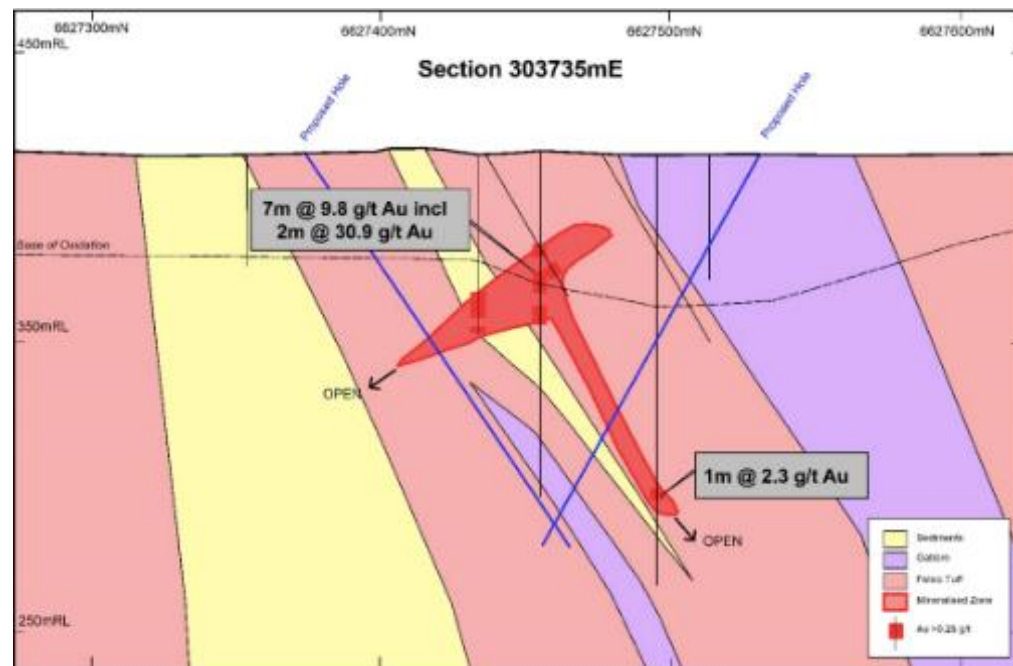 6627300mN
6627400mN
6627500mN
6627600mN
450mRL
Section 303735mE
Proposed Hole
Proposed Hole
7m @ 9.8 g/t Au incl
2m @ 30.9 g/t Au
Base of Oxidation
350mRL
OPEN
1m @ 2.3 g/t Au
OPEN
Sediments
Gabbro
Felsic Tuff
Mineralised Zone
Au >0.25 g/t
250mRL